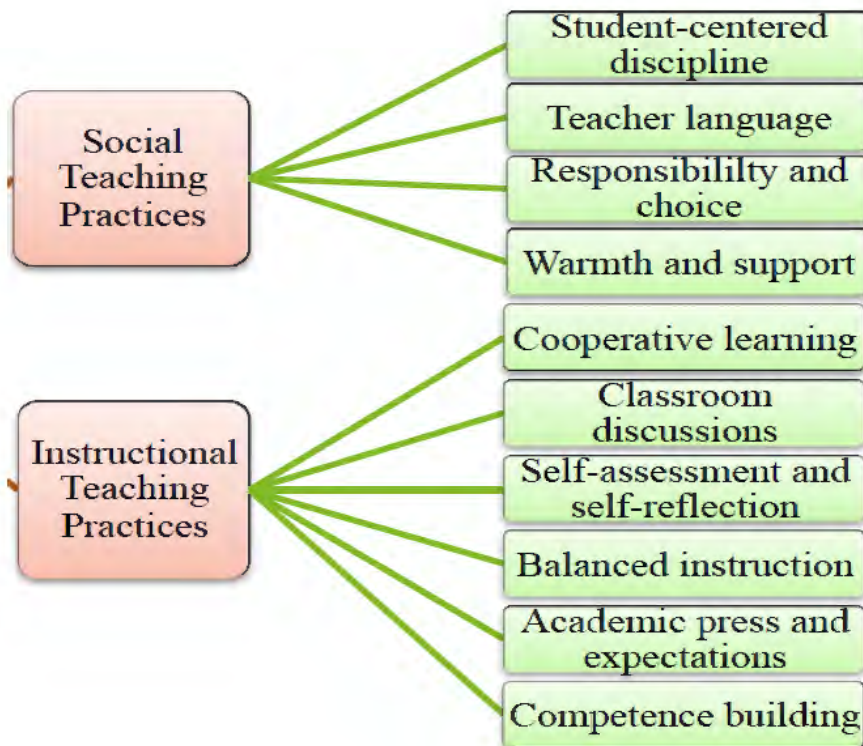 Social
Teaching
Practices
Student-centered
discipline
Teacher language
Responsibililty and
choice
Warmth and support
Instructional
Teaching
Practices
Cooperative learning
Classroom
discussions
Self-assessment and
self-reflection
Balanced instruction
Academic press and
expectations
Competence building